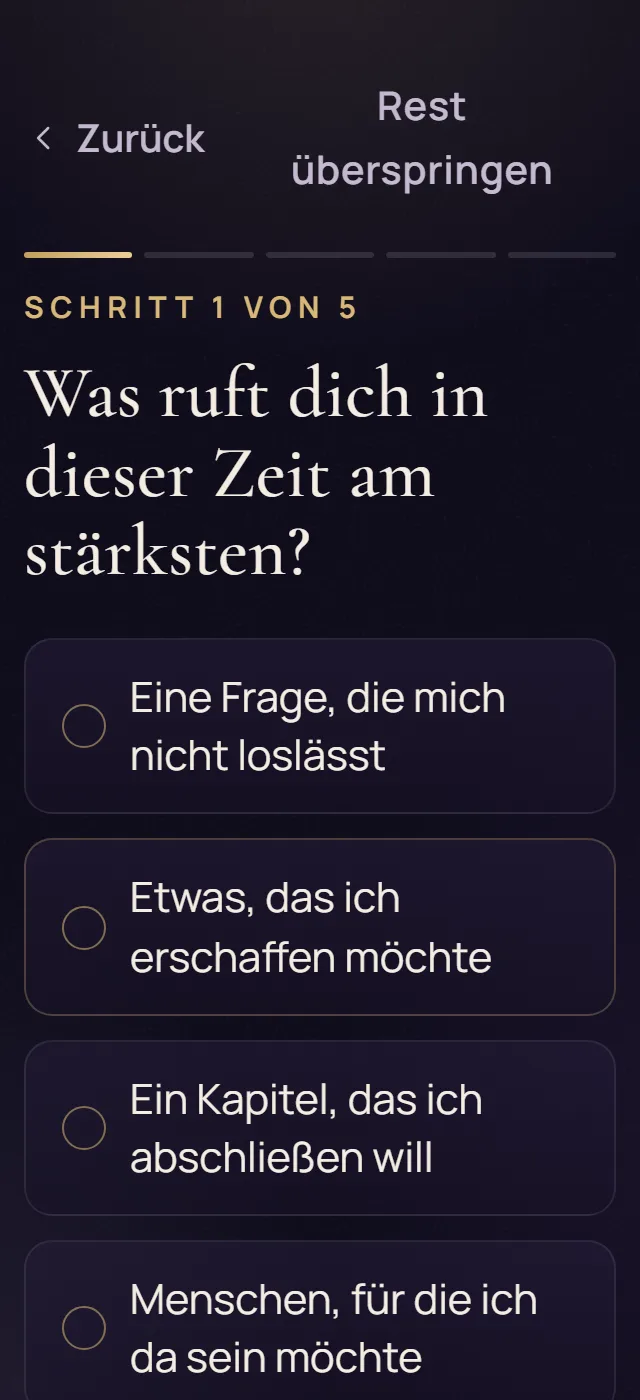 Zurück
Rest
überspringen
SCHRITT 1 VON 5
Was ruft dich in
dieser Zeit am
stärksten?
Eine Frage, die mich
nicht loslässt
Etwas, das ich
erschaffen möchte
Ein Kapitel, das ich
abschließen will
Menschen, für die ich
da sein möchte